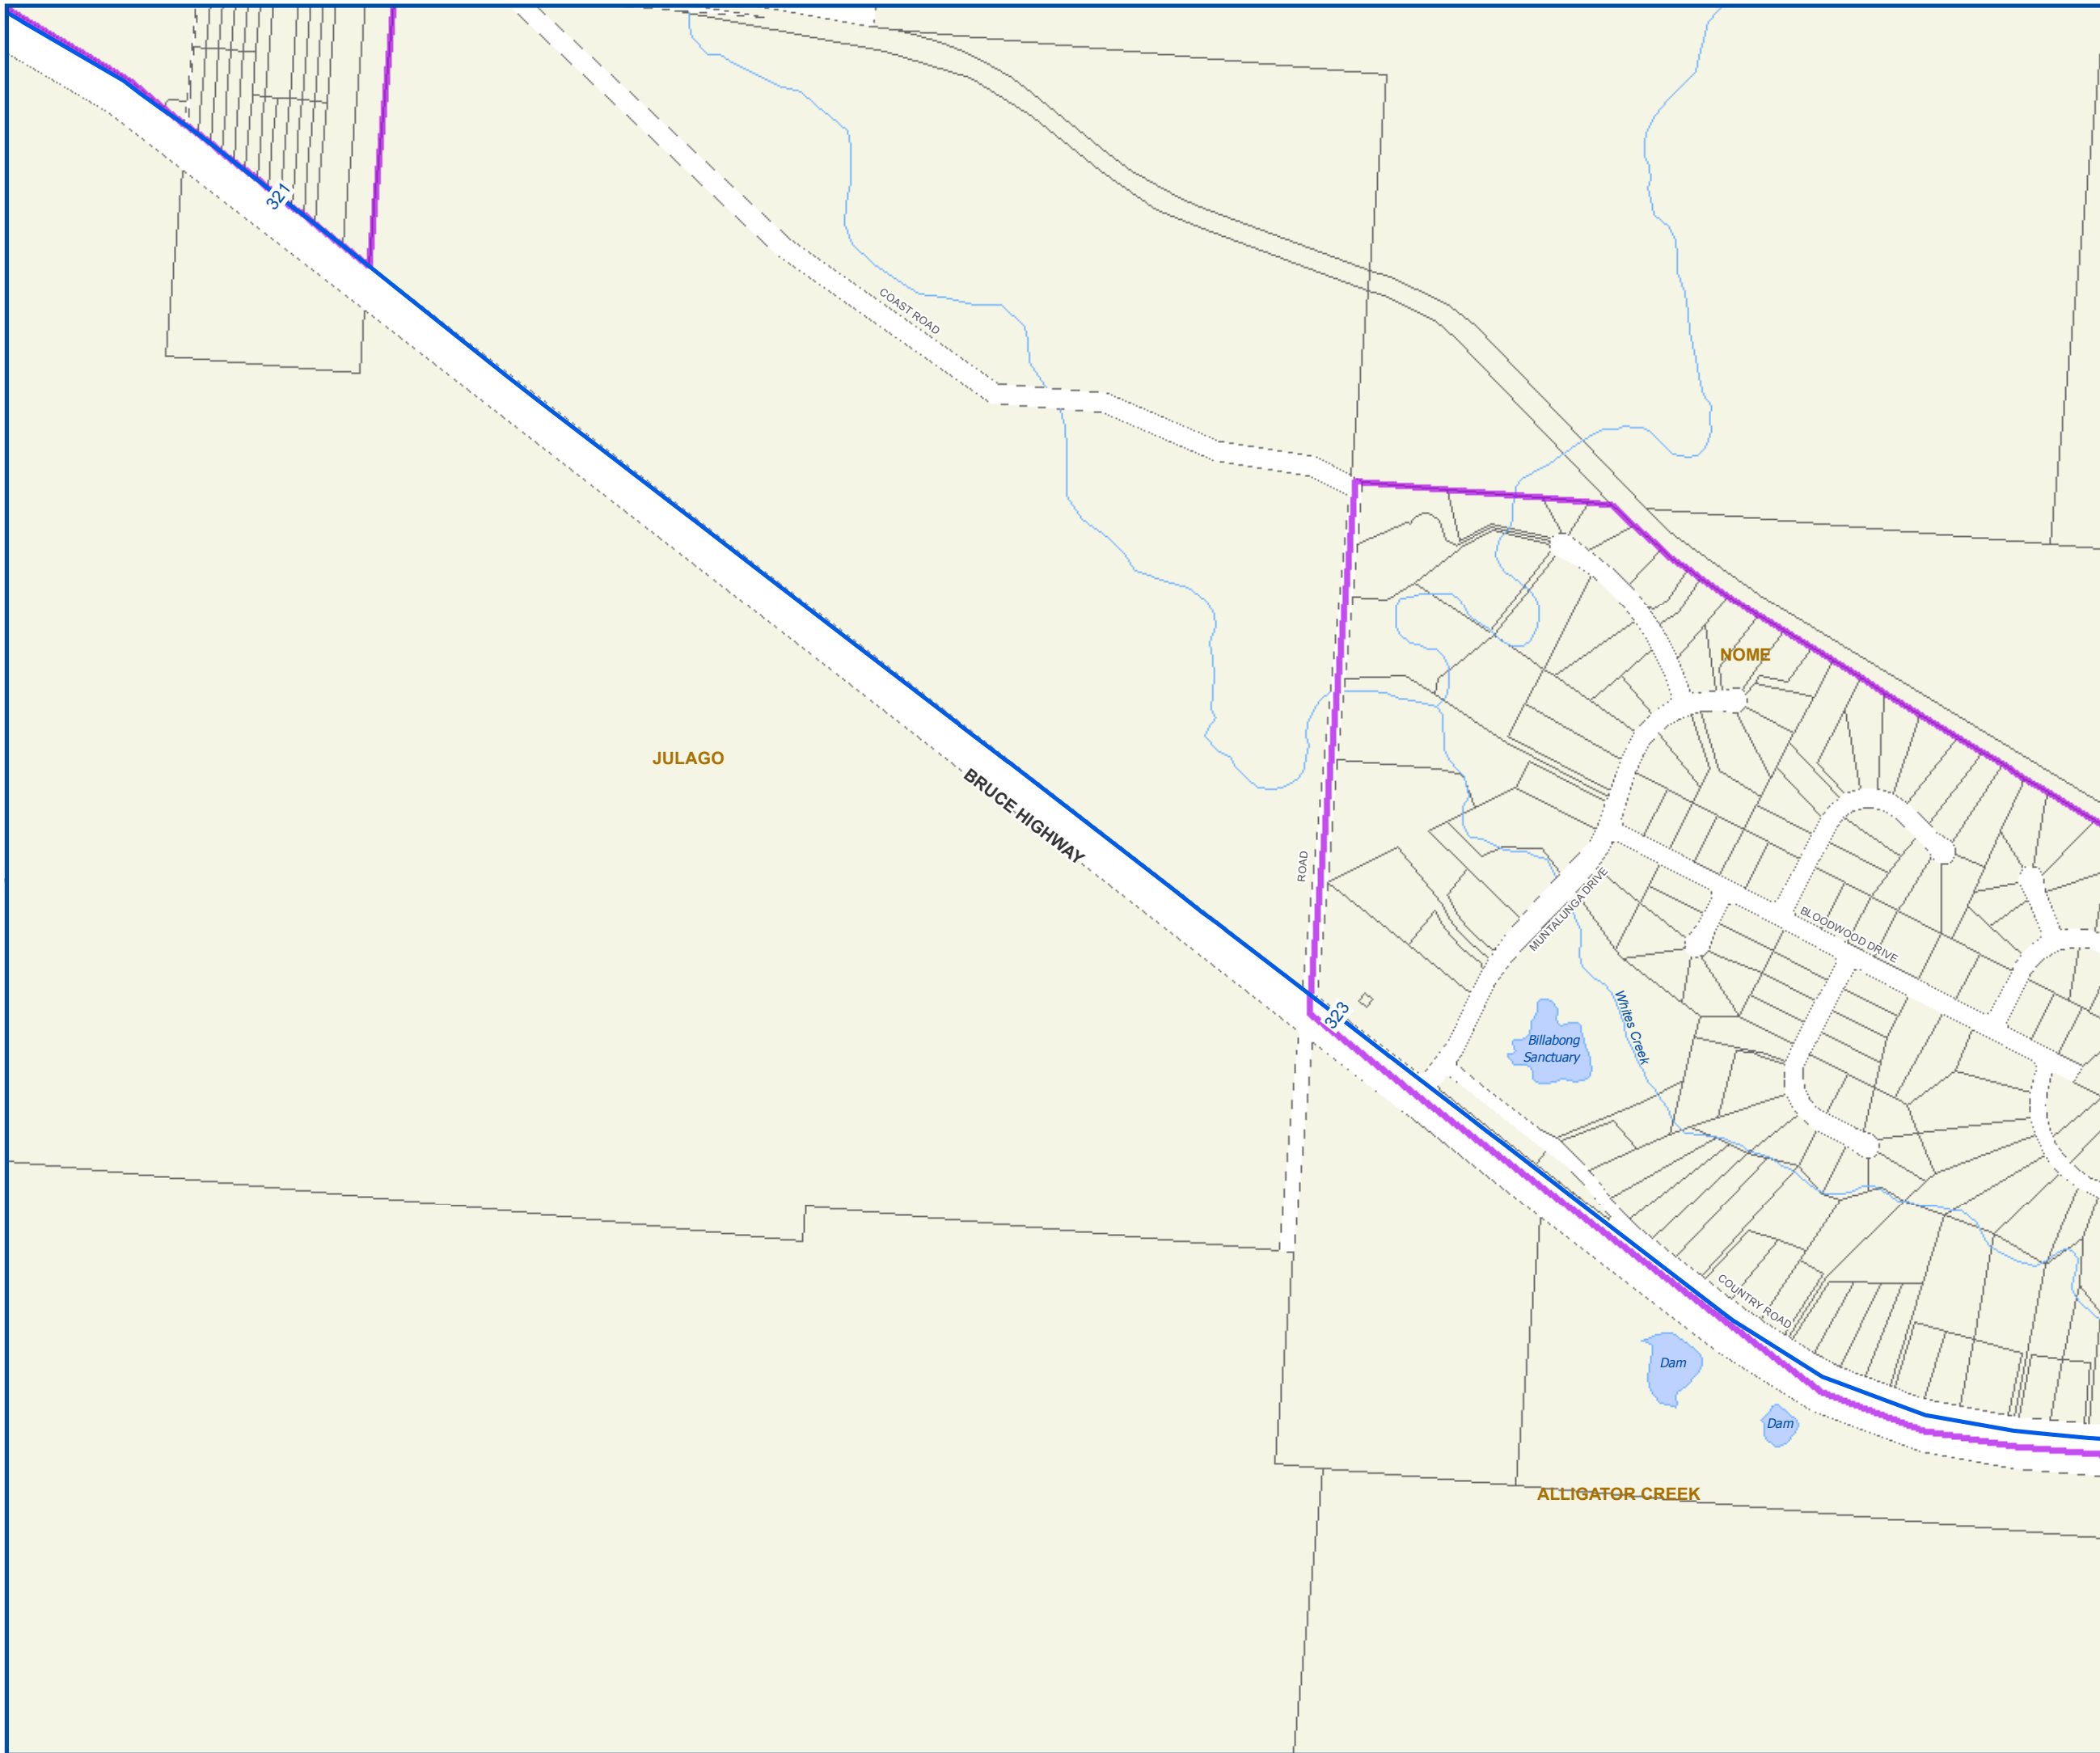 321
COAST ROAD
NOME
JULAGO
BRUCE HIGHWAY
ROAD
MUNTALUNGA DRIVE
BLOODWOOD DRIVE
323
Whites Creek
Billabong
Sanctuary
COUNTRY ROAD
Dam
Dam
ALLIGATOR CREEK